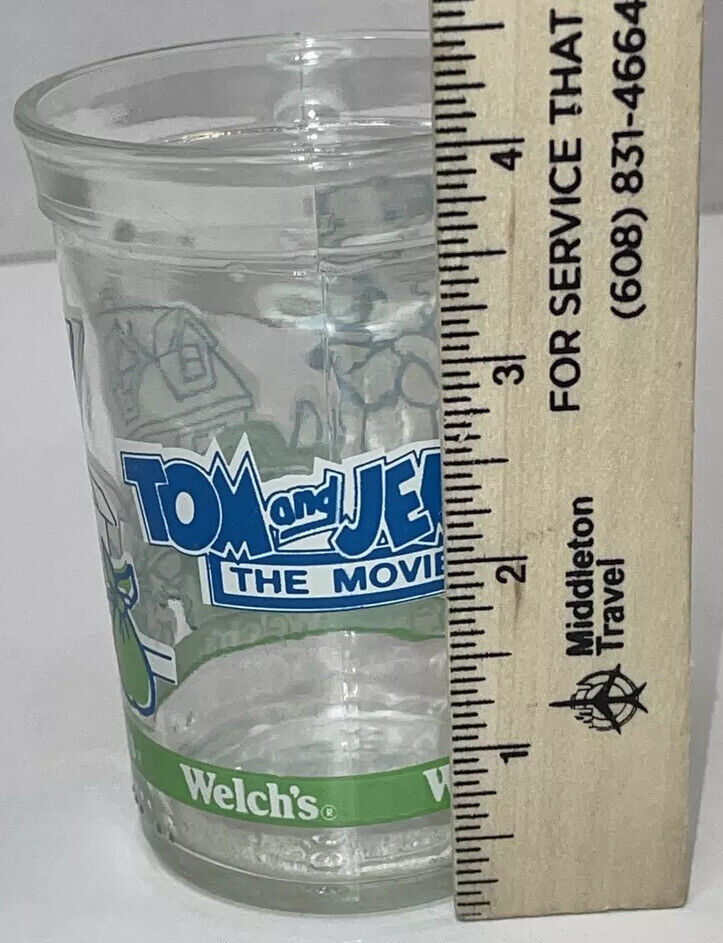 TOM and JE
THE MOVIE
Welch's®
W
4
3
2
1
FOR SERVICE THAT
(608) 831-4664
Middleton
Travel